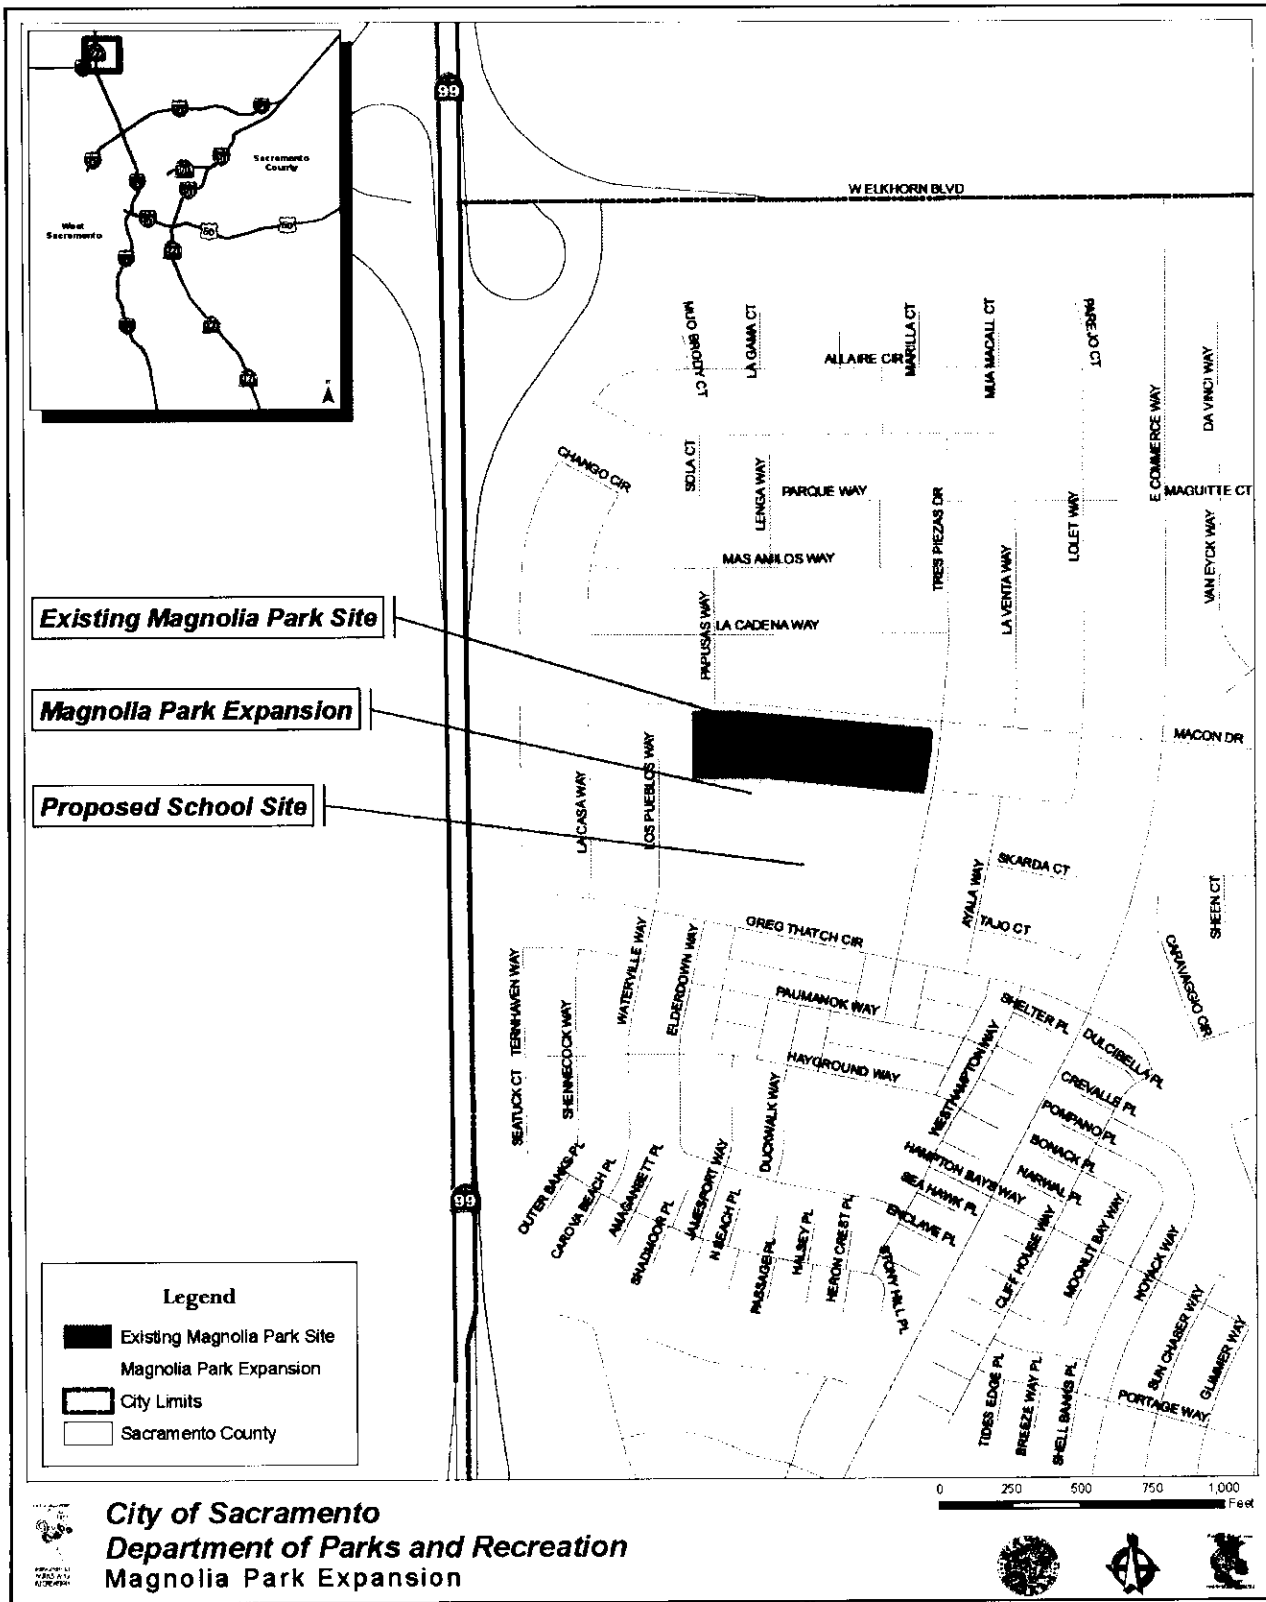 Sacramento
County
West
Sacramento
99
W ELKHORN BLVD
MUO BRODY CT
LA GAMA CT
ALLAIRE CIR
MARILLA CT
MUA MACALL CT
PAREJO CT
E COMMERCE WAY
DA VINCI WAY
CHANGO CIR
SOLA CT
LENGA WAY
PARQUE WAY
TRES PIEZAS DR
LOLET WAY
MAGUITTE CT
VAN EYCK WAY
MAS AMILOS WAY
LA VENTA WAY
PAPUSAS WAY
LA CADENA WAY
Existing Magnolia Park Site
Magnolia Park Expansion
Proposed School Site
MACON DR
LA CASA WAY
LOS PUEBLOS WAY
SKARDA CT
AYALA WAY
TAJO CT
SHEEN CT
CARAVAGGIO CIR
GREG THATCH CIR
WATERVILLE WAY
ELDERDOWN WAY
TERNHAVEN WAY
SEATUCK CT
SHENNECOCK WAY
PAUMANOK WAY
HAYGROUND WAY
DUCKWALK WAY
WESTHAMPTON WAY
SHELTER PL
DULCIBELLA PL
CREVALLE PL
POMPANO PL
BONACK PL
NARWAL PL
HAMPTON BAYS WAY
SEA HAWK PL
ENCLAVE PL
99
OUTER BANKS PL
CAROVA BEACH PL
AMAGANSETT PL
SHADMOOR PL
JAMESPORT WAY
N BEACH PL
PASSAGE PL
HALSEY PL
HERON CREST PL
STONY HILL PL
CLIFF HOUSE WAY
MOONLIT BAY WAY
NOYACK WAY
SUN CHASER WAY
GLIMMER WAY
TIDES EDGE PL
BREEZE WAY PL
SHELL BANKS PL
PORTAGE WAY
Legend
Existing Magnolia Park Site
Magnolia Park Expansion
City Limits
Sacramento County
0 250 500 750 1,000
Feet
City of Sacramento
Department of Parks and Recreation
Magnolia Park Expansion